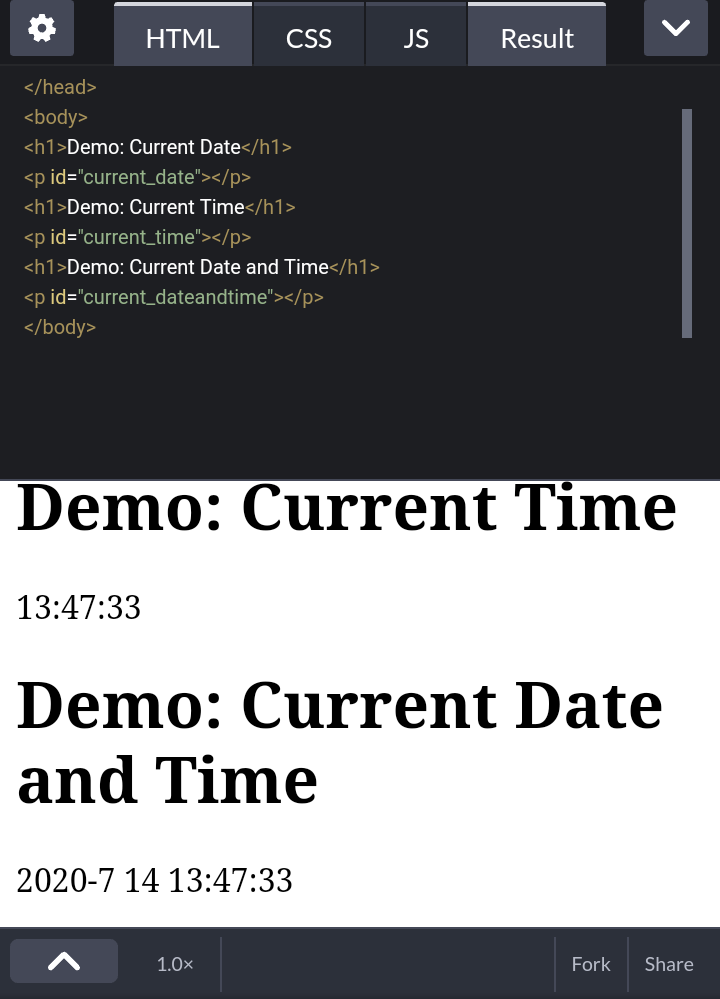 HTML CSS JS Result
</head>
<body>
<h1>Demo: Current Date</h1>
<p id="current_date"></p>
<h1>Demo: Current Time</h1>
<p id="current_time"></p>
<h1>Demo: Current Date and Time</h1>
<p id="current_dateandtime"></p>
</body>
Demo: Current Time
13:47:33
Demo: Current Date
and Time
2020-7 14 13:47:33
1.0× Fork Share